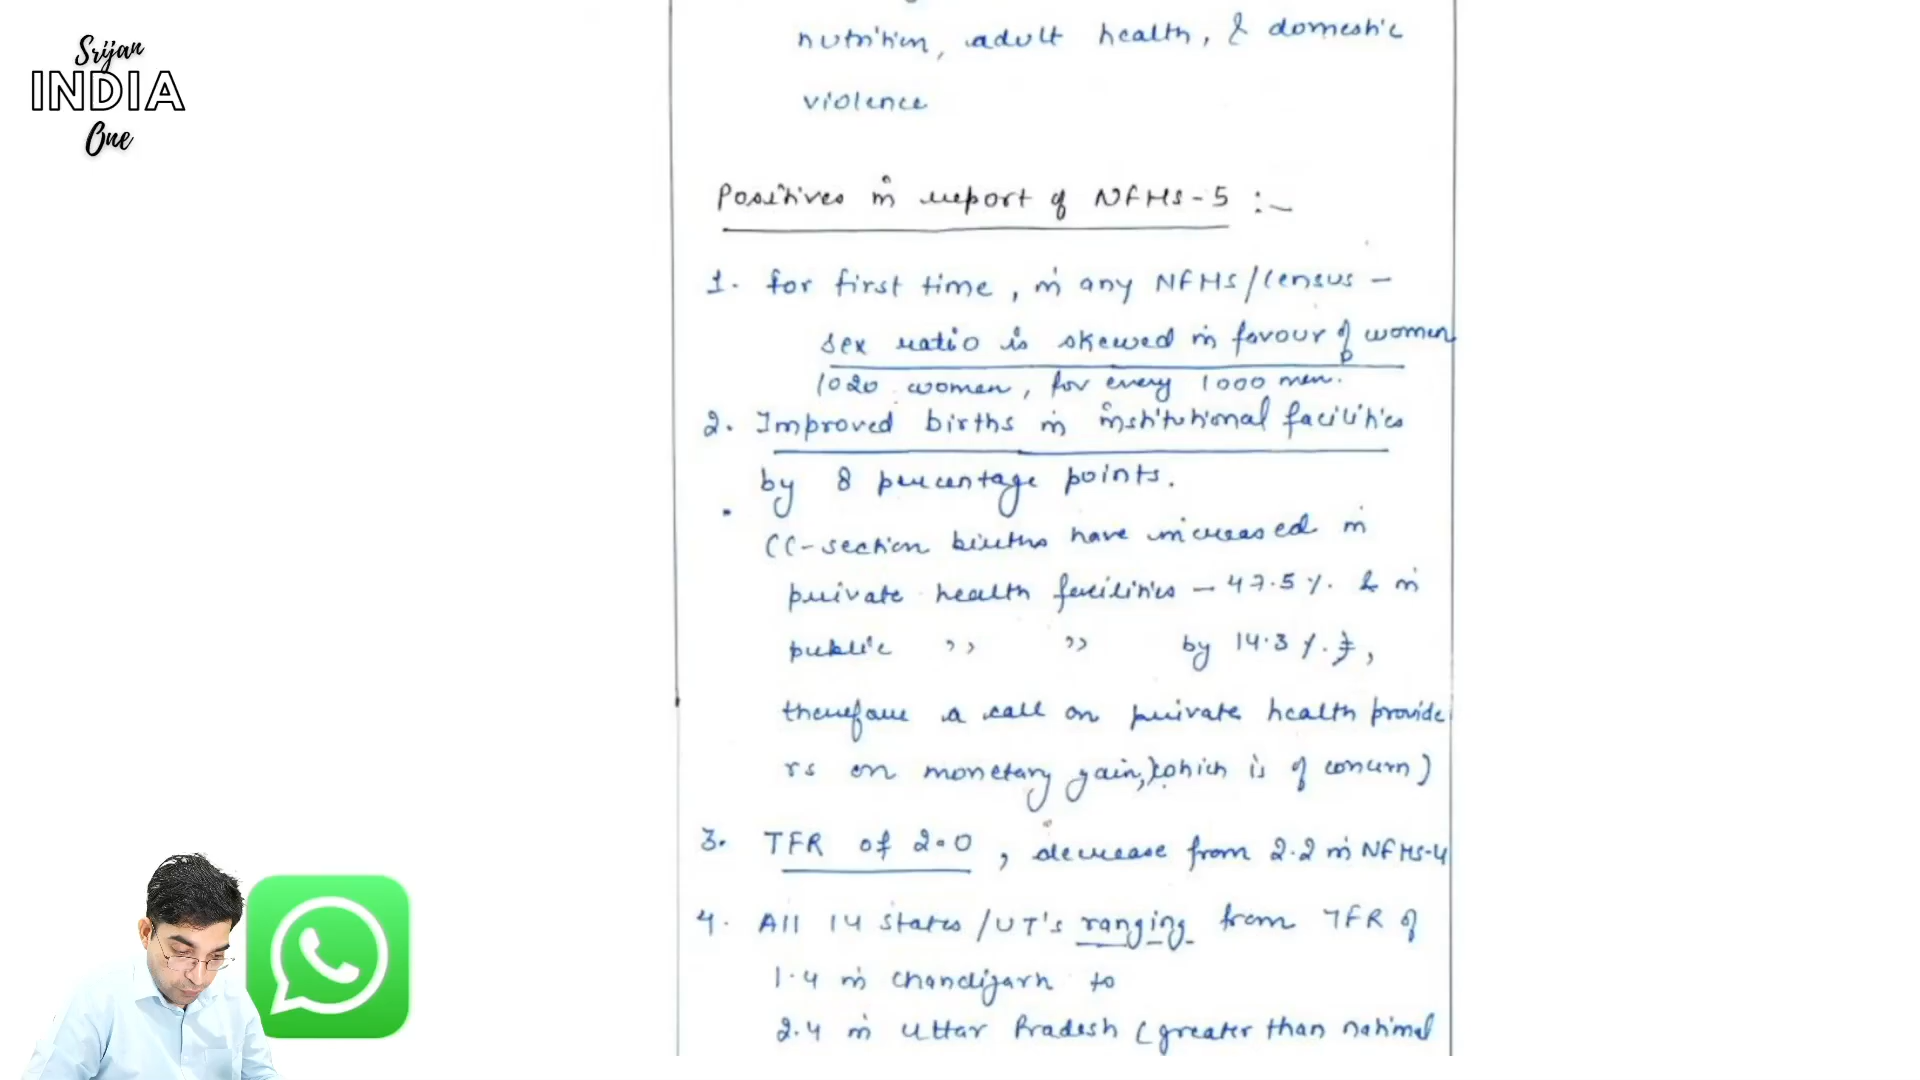 Srijan
INDIA
One
nutrition, adult health, & domestic
violence
Positives in report of NFHS-5 :-
1. for first time, in any NFHS/Census -
sex ratio is skewed in favour of women
1020 women, for every 1000 men.
2. Improved births in institutional facilities
by 8 percentage points.
(C-section births have increased in
private health facilities - 47.5%. & in
public ,, ,, by 14.3%.
therefore a call on private health provide
rs on monetary gain, which is of concern)
3. TFR of 2.0, decrease from 2.2 in NFHS-4
4. All 14 states/UT's ranging from TFR of
1.4 in Chandigarh to
2.4 in Uttar Pradesh (greater than national